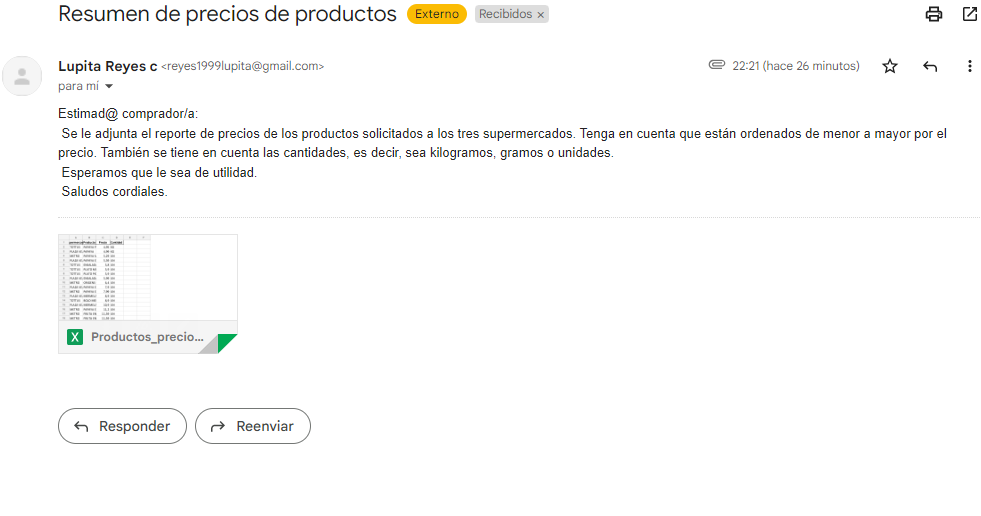 Resumen de precios de productos Externo Recibidos ×
Lupita Reyes c <reyes1999lupita@gmail.com> 22:21 (hace 26 minutos)
para mí
Estimad@ comprador/a:
Se le adjunta el reporte de precios de los productos solicitados a los tres supermercados. Tenga en cuenta que están ordenados de menor a mayor por el
precio. También se tiene en cuenta las cantidades, es decir, sea kilogramos, gramos o unidades.
Esperamos que le sea de utilidad.
Saludos cordiales.
X Productos_precio...
Responder Reenviar